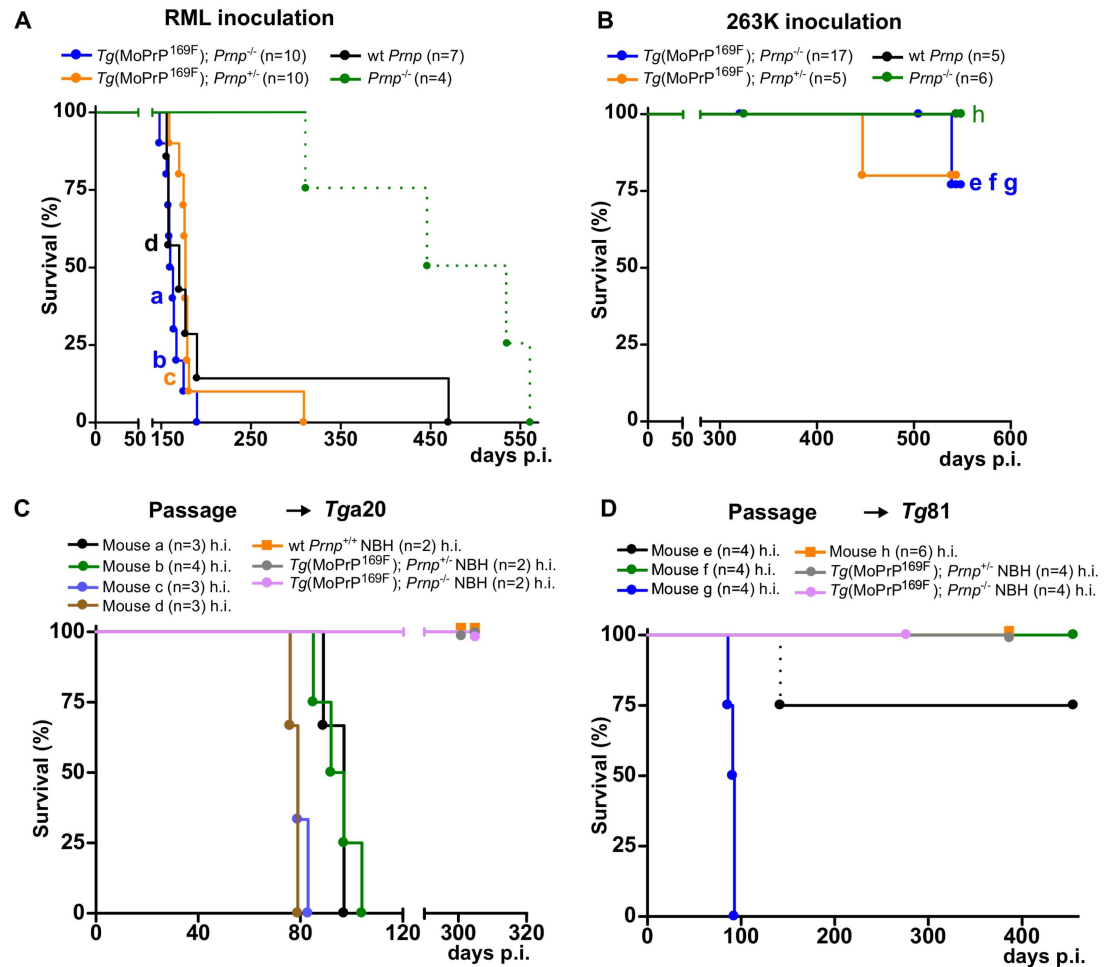 A
RML inoculation
Tg(MoPrP169F); Prnp-/- (n=10)
wt Prnp (n=7)
Tg(MoPrP169F); Prnp+/- (n=10)
Prnp-/- (n=4)
Survival (%)
100
75
50
25
0
d
a
b
c
0 50 150 250 350 450 550
days p.i.
B
263K inoculation
Tg(MoPrP169F); Prnp-/- (n=17)
wt Prnp (n=5)
Tg(MoPrP169F); Prnp+/- (n=5)
Prnp-/- (n=6)
Survival (%)
100
75
50
25
0
h
e f g
0 50 300 400 500 600
days p.i.
C
Passage → Tga20
Mouse a (n=3) h.i.
Mouse b (n=4) h.i.
Mouse c (n=3) h.i.
Mouse d (n=3) h.i.
wt Prnp+/+ NBH (n=2) h.i.
Tg(MoPrP169F); Prnp+/- NBH (n=2) h.i.
Tg(MoPrP169F); Prnp-/- NBH (n=2) h.i.
Survival (%)
100
75
50
25
0
0 40 80 120 300 320
days p.i.
D
Passage → Tg81
Mouse e (n=4) h.i.
Mouse f (n=4) h.i.
Mouse g (n=4) h.i.
Mouse h (n=6) h.i.
Tg(MoPrP169F); Prnp+/- NBH (n=4) h.i.
Tg(MoPrP169F); Prnp-/- NBH (n=4) h.i.
Survival (%)
100
75
50
25
0
0 100 200 300 400
days p.i.